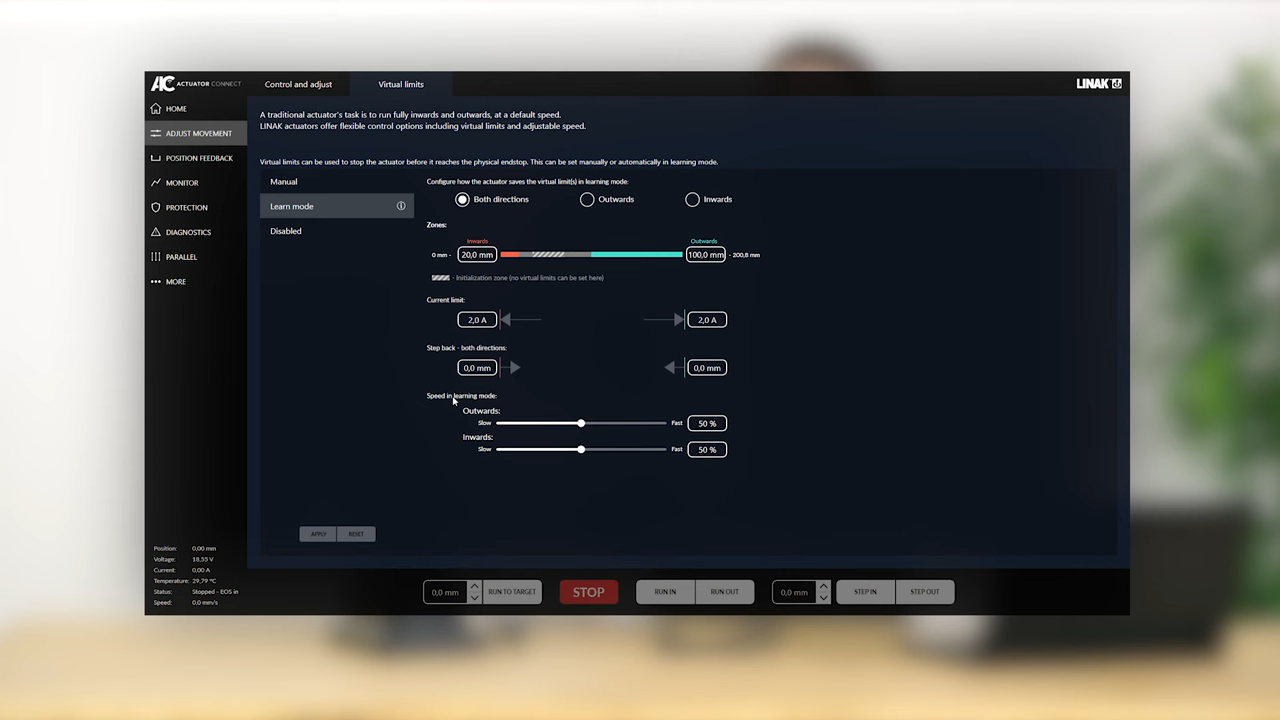 AC ACTUATOR CONNECT
Control and adjust
Virtual limits
LINAK
HOME
ADJUST MOVEMENT
POSITION FEEDBACK
MONITOR
PROTECTION
DIAGNOSTICS
PARALLEL
MORE
A traditional actuator's task is to run fully inwards and outwards, at a default speed.
LINAK actuators offer flexible control options including virtual limits and adjustable speed.
Virtual limits can be used to stop the actuator before it reaches the physical endstop. This can be set manually or automatically in learning mode.
Manual
Learn mode
Disabled
Configure how the actuator saves the virtual limit(s) in learning mode:
Both directions Outwards Inwards
Zones:
Inwards Outwards
0 mm - 20,0 mm 100,0 mm - 200,8 mm
- Initialization zone (no virtual limits can be set here)
Current limit:
2,0 A 2,0 A
Step back - both directions:
0,0 mm 0,0 mm
Speed in learning mode:
Outwards:
Slow Fast 50 %
Inwards:
Slow Fast 50 %
APPLY RESET
Position: 0,00 mm
Voltage: 18,55 V
Current: 0,00 A
Temperature: 29,79 °C
Status: Stopped - EOS in
Speed: 0,0 mm/s
0,0 mm RUN TO TARGET STOP RUN IN RUN OUT 0,0 mm STEP IN STEP OUT